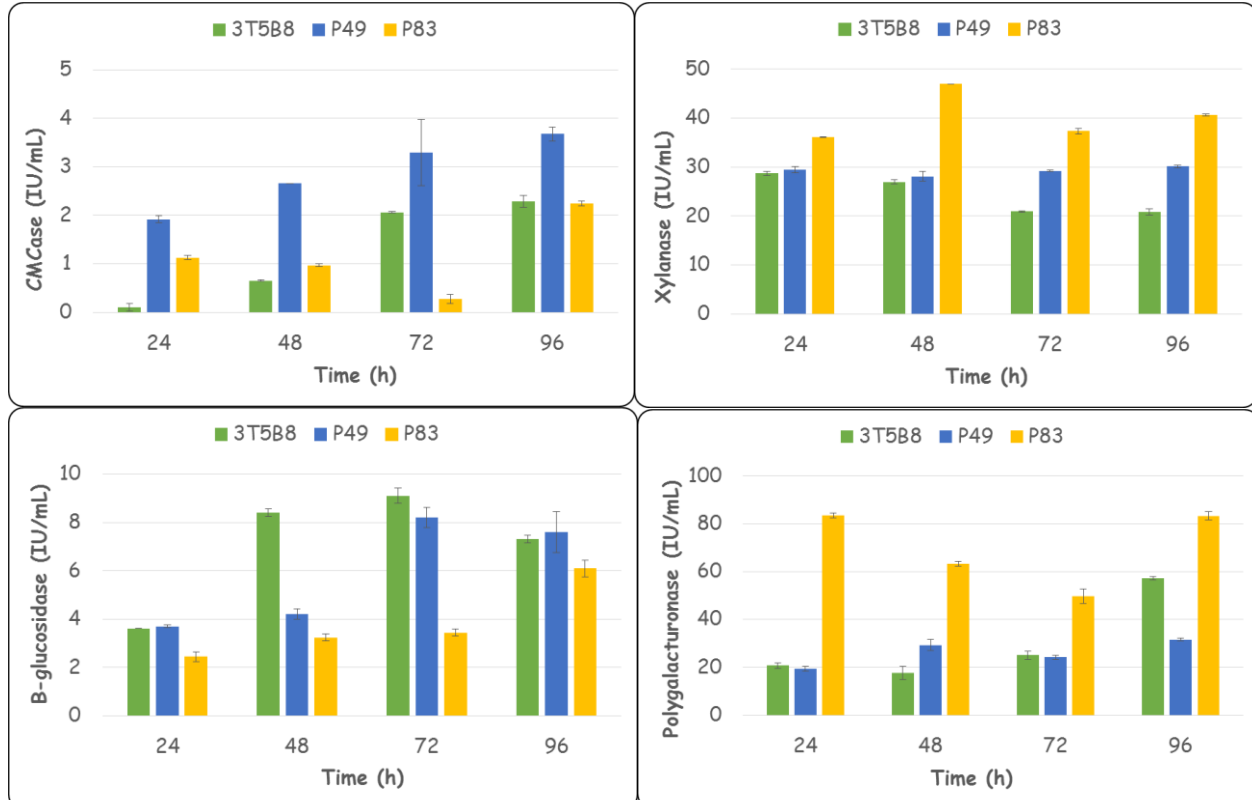 3T5B8 P49 P83
CMCase (IU/mL)
5
4
3
2
1
0
24 48 72 96
Time (h)
3T5B8 P49 P83
Xylanase (IU/mL)
50
40
30
20
10
0
24 48 72 96
Time (h)
3T5B8 P49 P83
B-glucosidase (IU/mL)
10
8
6
4
2
0
24 48 72 96
Time (h)
3T5B8 P49 P83
Polygalacturonase (IU/mL)
100
80
60
40
20
0
24 48 72 96
Time (h)